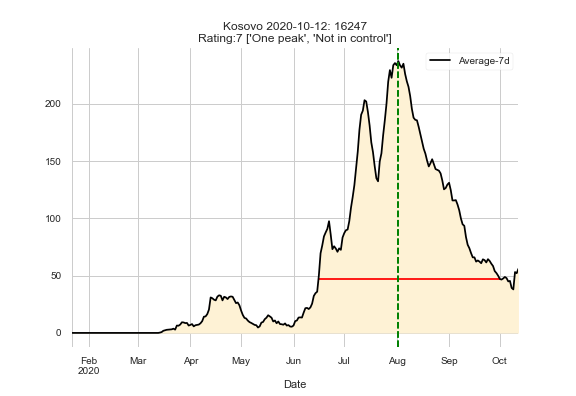 Kosovo 2020-10-12: 16247
Rating:7 ['One peak', 'Not in control']
Average-7d
200
150
100
50
0
Feb Mar Apr May Jun Jul Aug Sep Oct
2020
Date